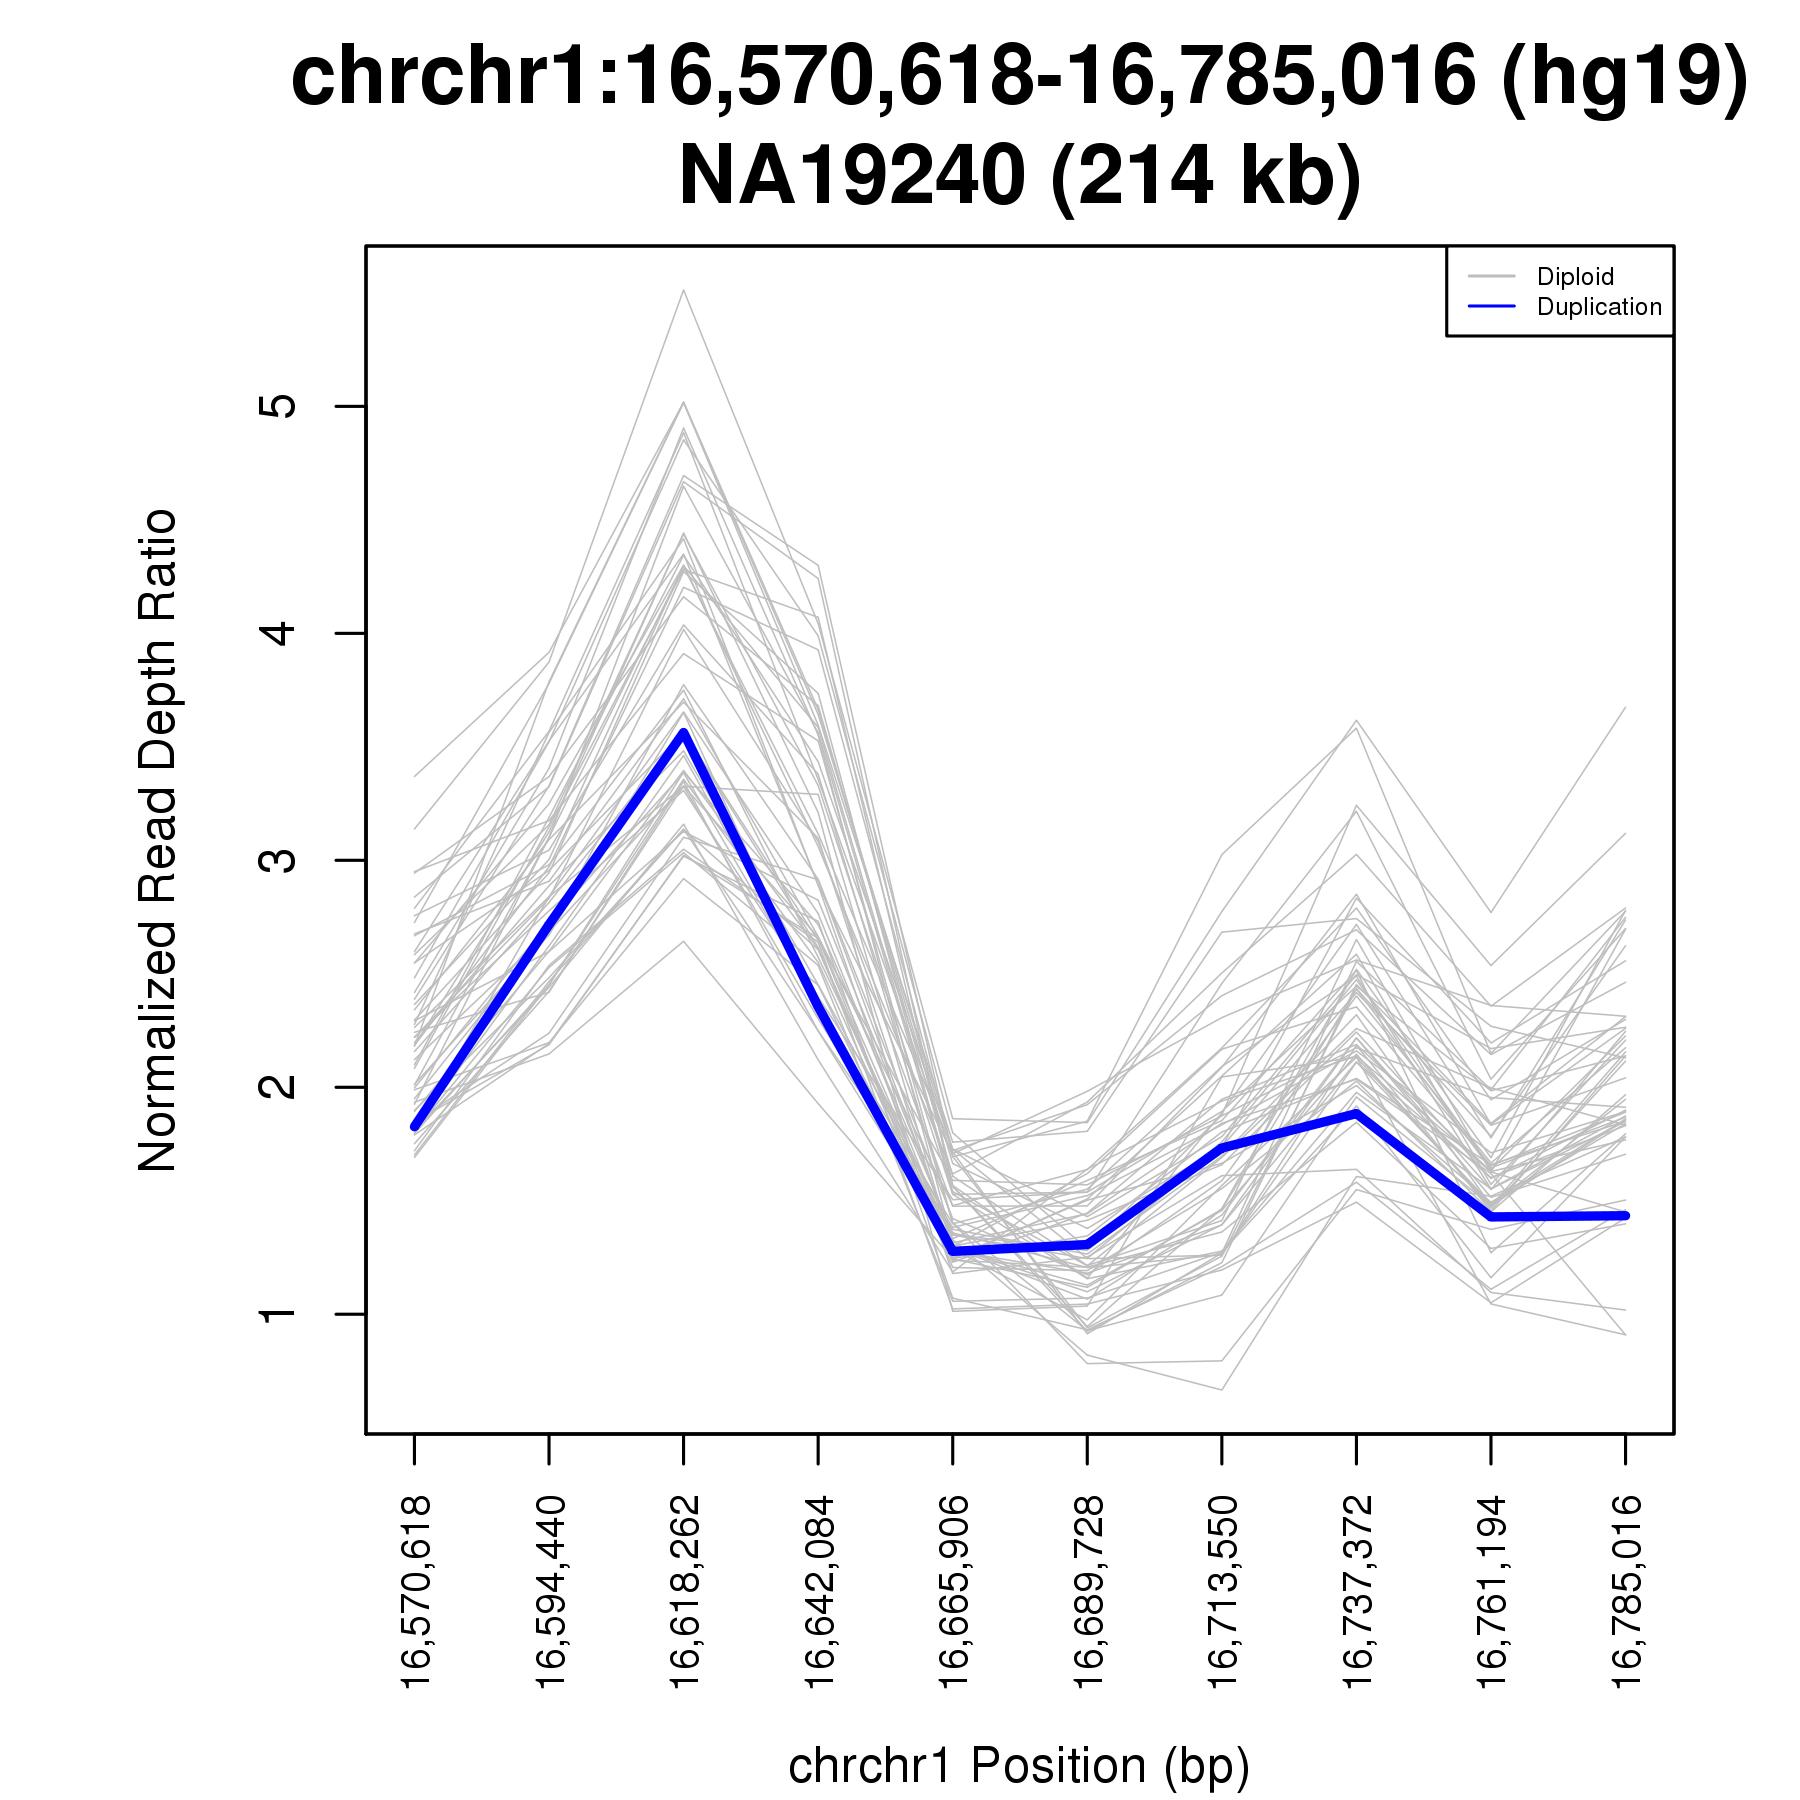 chrchr1:16,570,618-16,785,016 (hg19)
NA19240 (214 kb)
Diploid
Duplication
Normalized Read Depth Ratio
5
4
3
2
1
16,570,618
16,594,440
16,618,262
16,642,084
16,665,906
16,689,728
16,713,550
16,737,372
16,761,194
16,785,016
chrchr1 Position (bp)